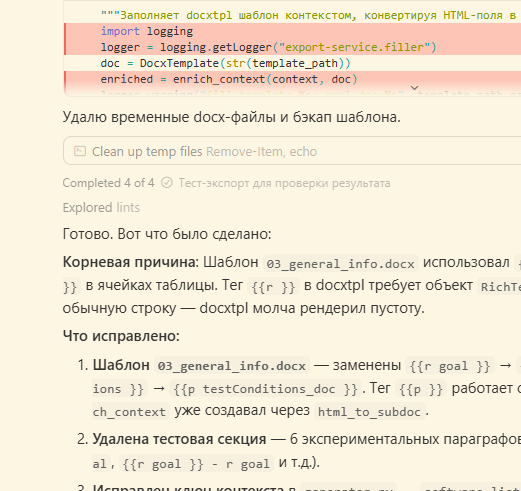 """Заполняет docxtpl шаблон контекстом, конвертируя HTML-поля в
import logging
logger = logging.getLogger("export-service.filler")
doc = DocxTemplate(str(template_path))
enriched = enrich_context(context, doc)
Удалю временные docx-файлы и бэкап шаблона.
Clean up temp files Remove-Item, echo
Completed 4 of 4 Тест-экспорт для проверки результата
Explored lints
Готово. Вот что было сделано:
Корневая причина: Шаблон 03_general_info.docx использовал {
}} в ячейках таблицы. Тег {{r }} в docxtpl требует объект RichTe
обычную строку — docxtpl молча рендерил пустоту.
Что исправлено:
1. Шаблон 03_general_info.docx — заменены {{r goal }} → {
ions }} → {{p testConditions_doc }}. Тег {{p }} работает с
ch_context уже создавал через html_to_subdoc.
2. Удалена тестовая секция — 6 экспериментальных параграфов
al, {{r goal }} - r goal и т.д.).
3. Исправлен ключ контекста в